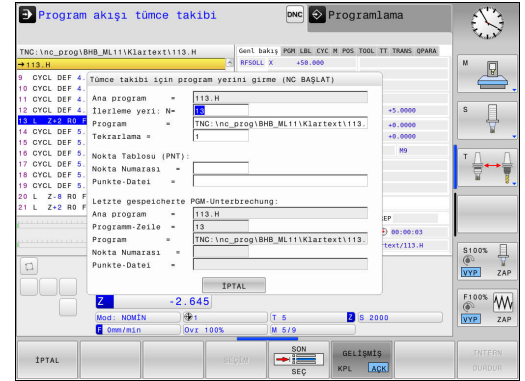 Program akışı tümce takibi
DNC
Programlama
TNC:\nc_prog\BHB_ML11\Klartext\113.H
→113.H
Genl bakış PGM LBL CYC M POS TOOL TT TRANS QPARA
RFSOLL X +50.000
9 CYCL DEF 4.
10 CYCL DEF 4.
11 CYCL DEF 4.
12 CYCL DEF 4.
13 L Z+2 R0 F
14 CYCL DEF 5.
15 CYCL DEF 5.
16 CYCL DEF 5.
17 CYCL DEF 5.
18 CYCL DEF 5.
19 CYCL DEF 5.
20 L Z-8 R0 F
21 L Z+2 R0 F
Tümce takibi için program yerini girme (NC BAŞLAT)
Ana program = 113.H
İlerleme yeri: N= 13
Program = TNC:\nc_prog\BHB_ML11\Klartext\113.
Tekrarlama = 1
Nokta Tablosu (PNT):
Nokta Numarası =
Punkte-Datei =
Letzte gespeicherte PGM-Unterbrechung:
Ana program = 113.H
Programm-Zeile = 13
Program = TNC:\nc_prog\BHB_ML11\Klartext\113.
Nokta Numarası =
Punkte-Datei =
İPTAL
+5.0000
+0.0000
+0.0000
M9
EP
00:00:03
text/113.H
Z -2.645
Mod: NOMİN 1 T 5 Z S 2000
F 0mm/min Ovr 100% M 5/9
M
S
T
S100%
VYP ZAP
F100%
VYP ZAP
İPTAL
SEÇİM
SON
SEÇ
GELİŞMİŞ
KPL AÇK
INTERN
DURDUR